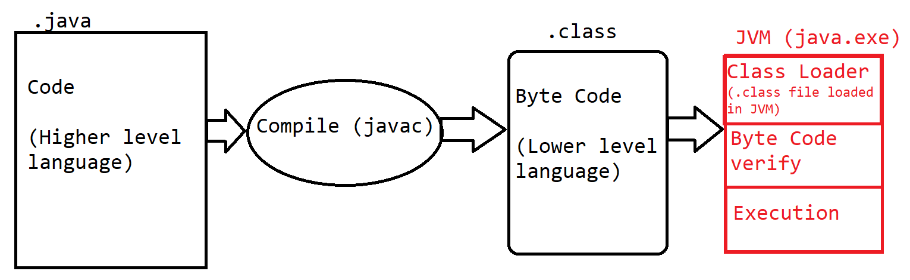 .java
Code
(Higher level
language)
Compile (javac)
.class
Byte Code
(Lower level
language)
JVM (java.exe)
Class Loader
(.class file loaded
in JVM)
Byte Code
verify
Execution